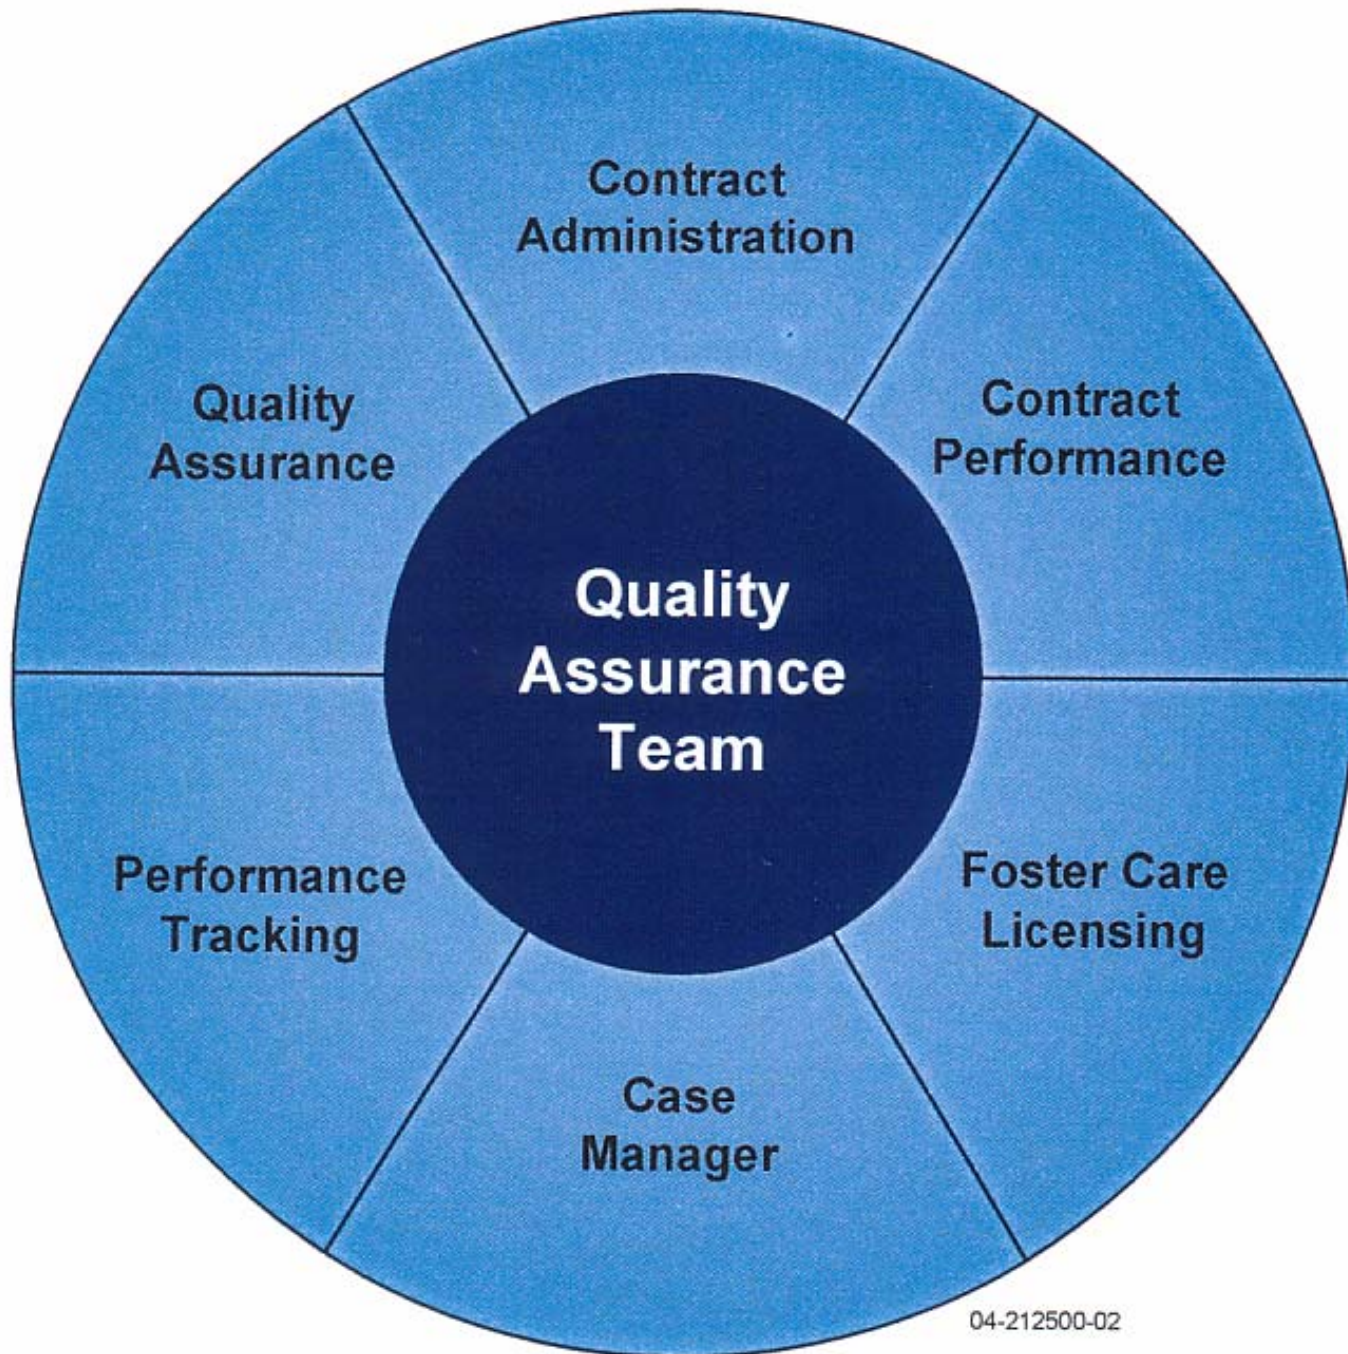 Contract
Administration
Contract
Performance
Foster Care
Licensing
Case
Manager
Performance
Tracking
Quality
Assurance
Quality
Assurance
Team
04-212500-02